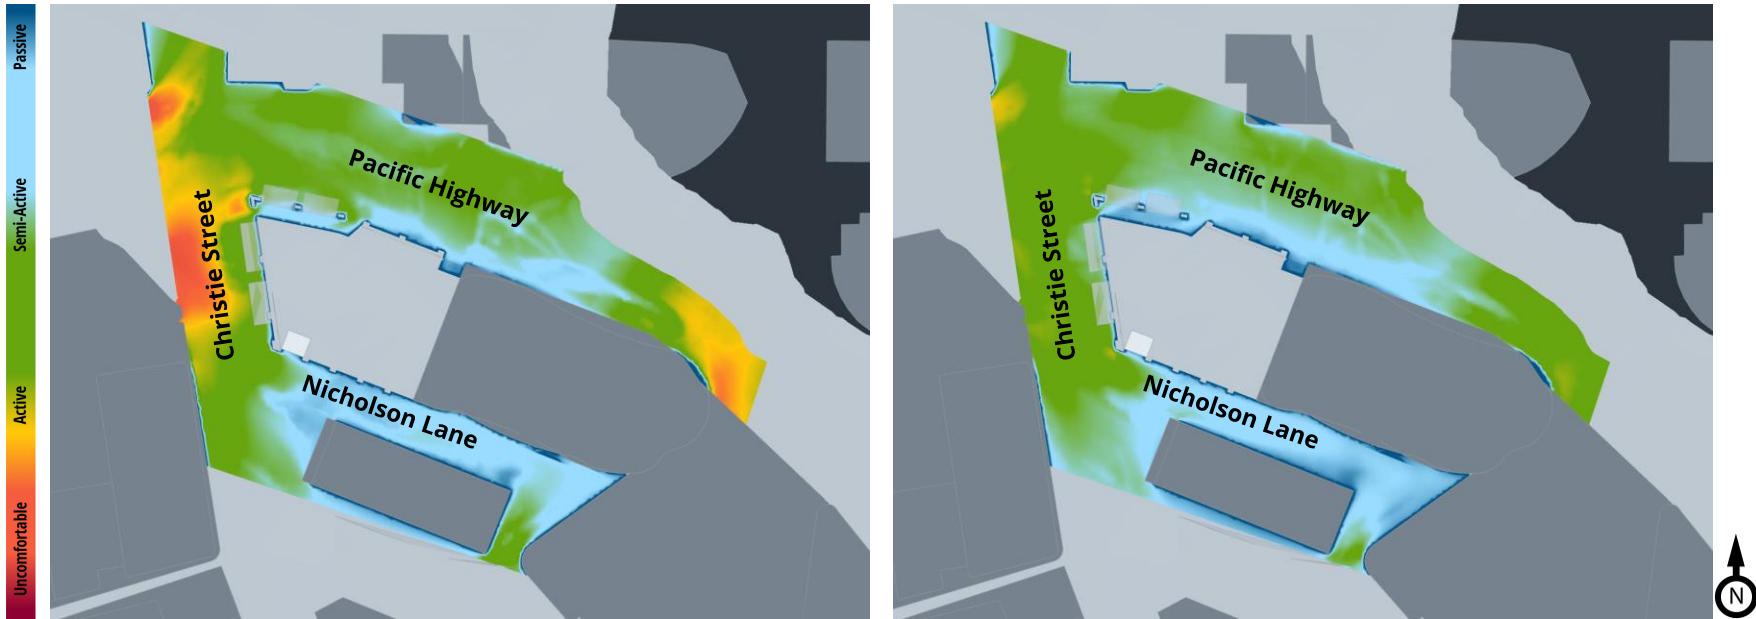 Passive
Semi-Active
Active
Uncomfortable
Pacific Highway
Christie Street
Nicholson Lane
Pacific Highway
Christie Street
Nicholson Lane
N